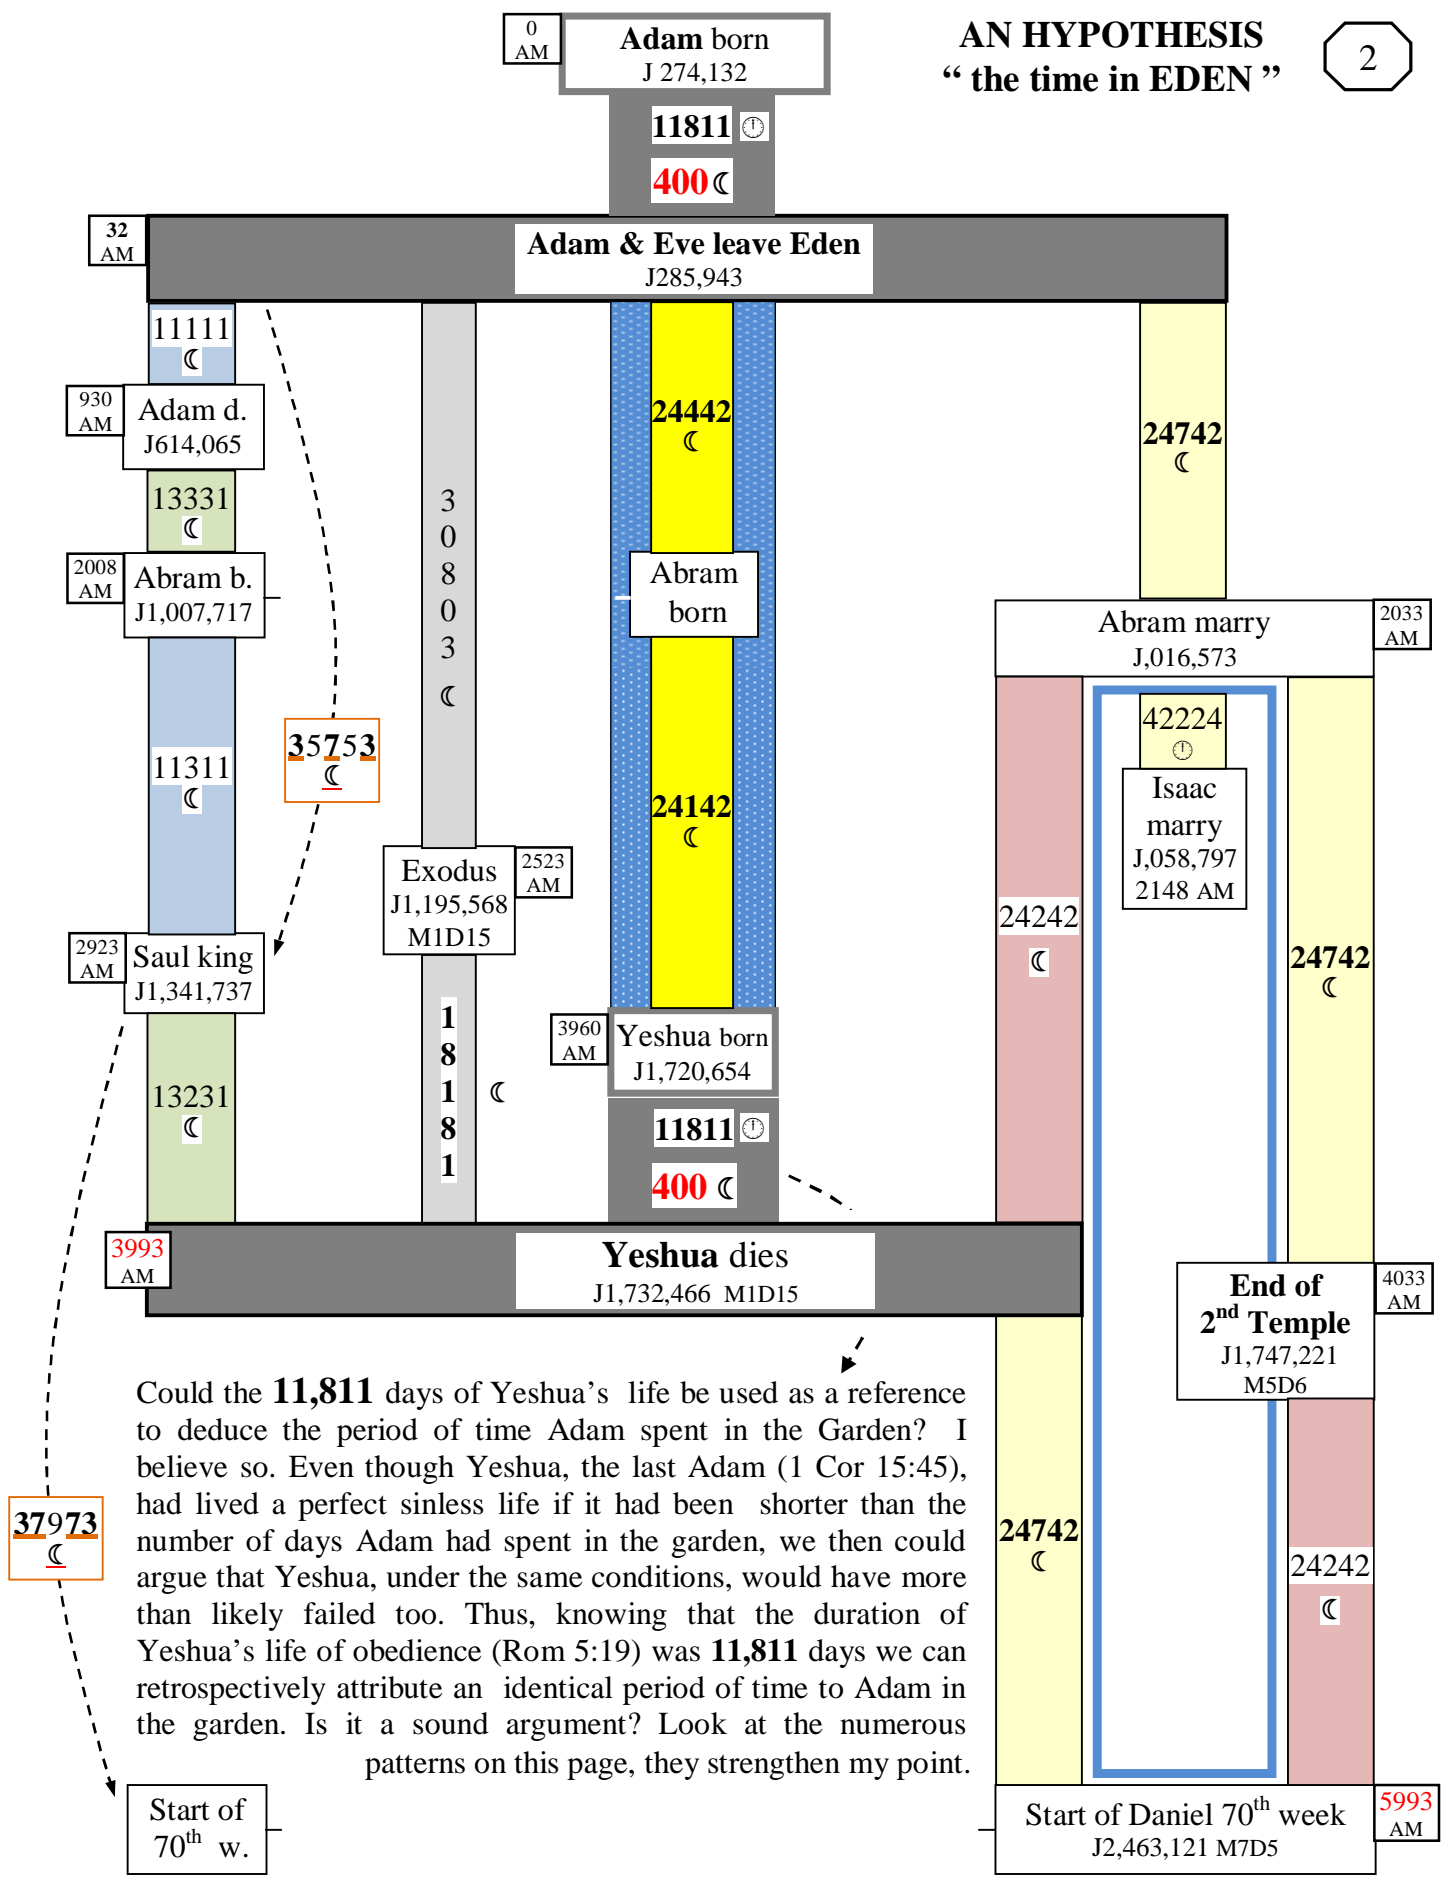 0
AM
Adam born
J 274,132
AN HYPOTHESIS
“ the time in EDEN ”
2
11811
400
32
AM
Adam & Eve leave Eden
J285,943
11111
930
AM
Adam d.
J614,065
13331
2008
AM
Abram b.
J1,007,717
11311
35753
2923
AM
Saul king
J1,341,737
13231
3
0
8
0
3
Exodus
J1,195,568
M1D15
2523
AM
1
8
1
8
1
24442
Abram
born
24142
3960
AM
Yeshua born
J1,720,654
11811
400
24742
Abram marry
J,016,573
2033
AM
42224
Isaac
marry
J,058,797
2148 AM
24242
24742
3993
AM
Yeshua dies
J1,732,466 M1D15
End of
2nd Temple
J1,747,221
M5D6
4033
AM
Could the 11,811 days of Yeshua’s life be used as a reference
to deduce the period of time Adam spent in the Garden? I
believe so. Even though Yeshua, the last Adam (1 Cor 15:45),
had lived a perfect sinless life if it had been shorter than the
number of days Adam had spent in the garden, we then could
argue that Yeshua, under the same conditions, would have more
than likely failed too. Thus, knowing that the duration of
Yeshua’s life of obedience (Rom 5:19) was 11,811 days we can
retrospectively attribute an identical period of time to Adam in
the garden. Is it a sound argument? Look at the numerous
patterns on this page, they strengthen my point.
37973
24742
24242
Start of
70th w.
Start of Daniel 70th week
J2,463,121 M7D5
5993
AM